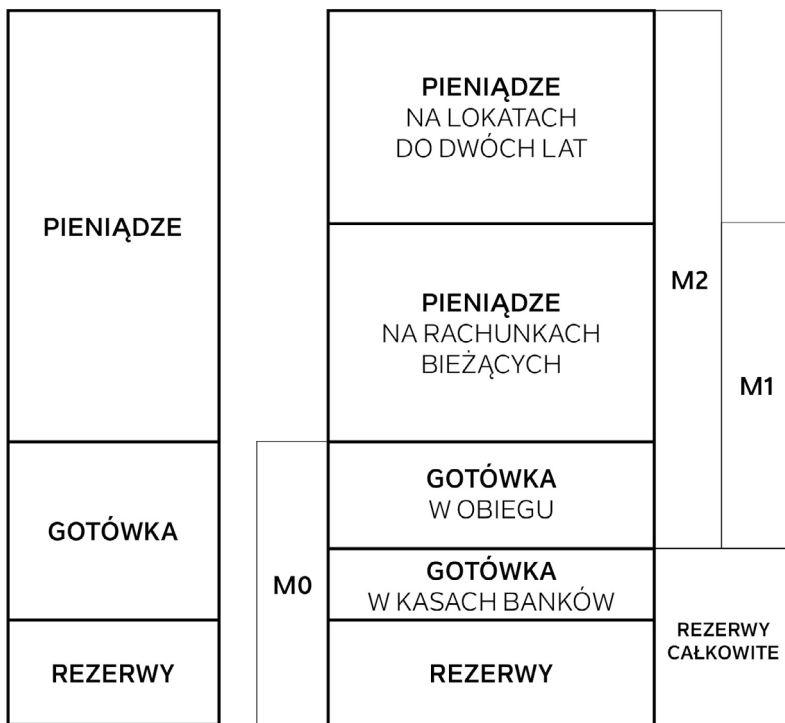 PIENIĄDZE
GOTÓWKA
REZERWY
PIENIĄDZE
NA LOKATACH
DO DWÓCH LAT
PIENIĄDZE
NA RACHUNKACH
BIEŻĄCYCH
GOTÓWKA
W OBIEGU
GOTÓWKA
W KASACH BANKÓW
REZERWY
M0
M2
M1
REZERWY
CAŁKOWITE